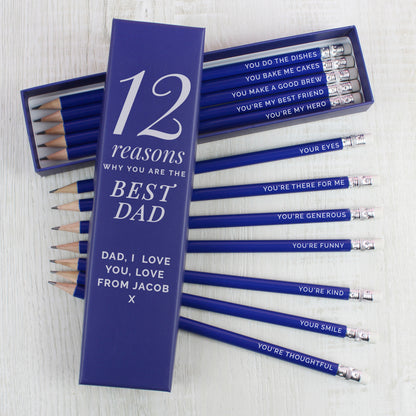 12
reasons
WHY YOU ARE THE
BEST
DAD
DAD, I LOVE
YOU, LOVE
FROM JACOB
X
YOU DO THE DISHES
YOU BAKE ME CAKES
YOU MAKE A GOOD BREW
YOU'RE MY BEST FRIEND
YOU'RE MY HERO
YOUR EYES
YOU'RE THERE FOR ME
YOU'RE GENEROUS
YOU'RE FUNNY
YOU'RE KIND
YOUR SMILE
YOU'RE THOUGHTFUL